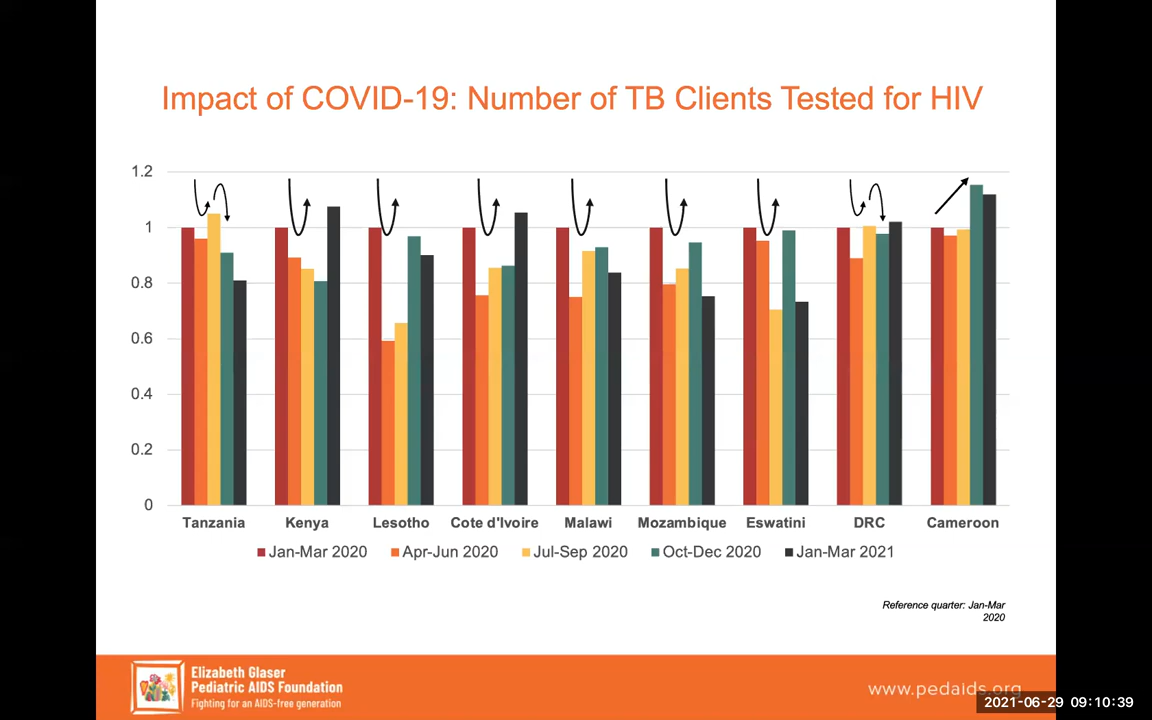 Impact of COVID-19: Number of TB Clients Tested for HIV
1.2
1
0.8
0.6
0.4
0.2
0
Tanzania Kenya Lesotho Cote d'Ivoire Malawi Mozambique Eswatini DRC Cameroon
Jan-Mar 2020 Apr-Jun 2020 Jul-Sep 2020 Oct-Dec 2020 Jan-Mar 2021
Reference quarter: Jan-Mar
2020
Elizabeth Glaser
Pediatric AIDS Foundation
Fighting for an AIDS-free generation
www.pedaids.org
2021-06-29 09:10:39